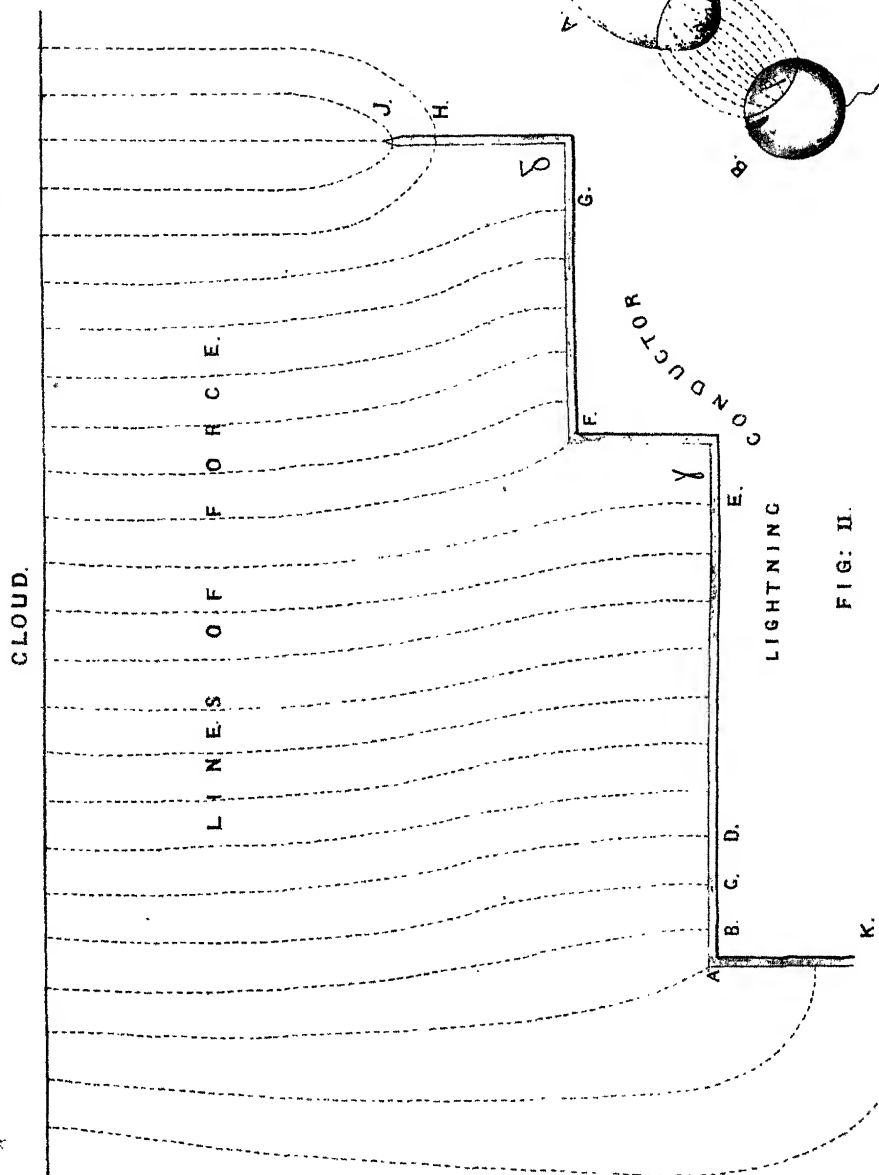 CLOUD.
LINES OF FORCE.
J.
H.
δ
G.
F.
γ
E.
D.
C.
B.
A
K.
LIGHTNING CONDUCTOR
FIG: II.
A
B.